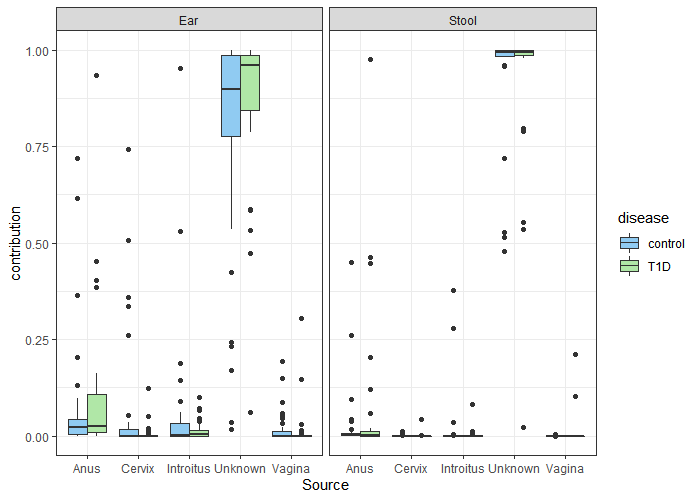 Ear Stool
contribution
1.00
0.75
0.50
0.25
0.00
Anus Cervix Introitus Unknown Vagina Anus Cervix Introitus Unknown Vagina
Source
disease
control
T1D